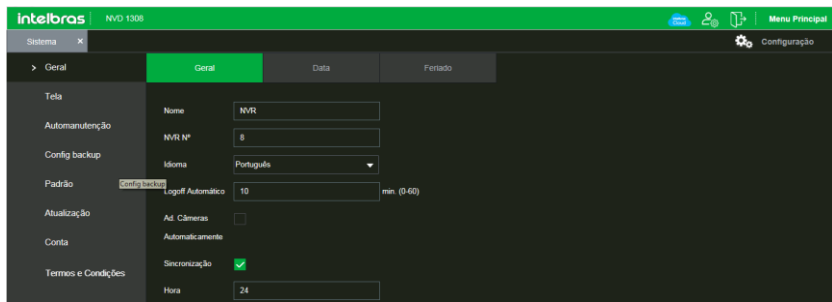 intelbras NVD 1308
intelbras Cloud
Menu Principal
Sistema ×
Configuração
> Geral
Tela
Automanutenção
Config backup
Padrão
Config backup
Atualização
Conta
Termos e Condições
Geral Data Feriado
Nome NVR
NVR Nº 8
Idioma Português
Logoff Automático 10 min. (0-60)
Ad. Câmeras
Automaticamente
Sincronização
Hora 24